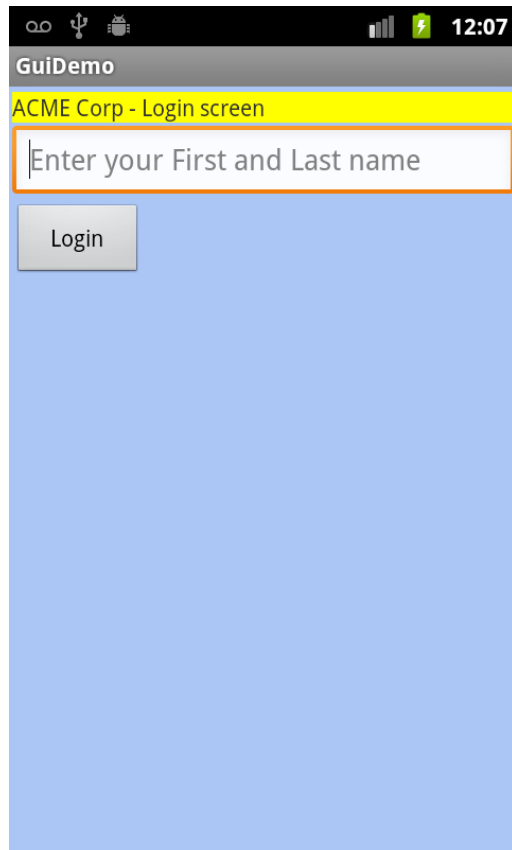 12:07
GuiDemo
ACME Corp - Login screen
Enter your First and Last name
Login